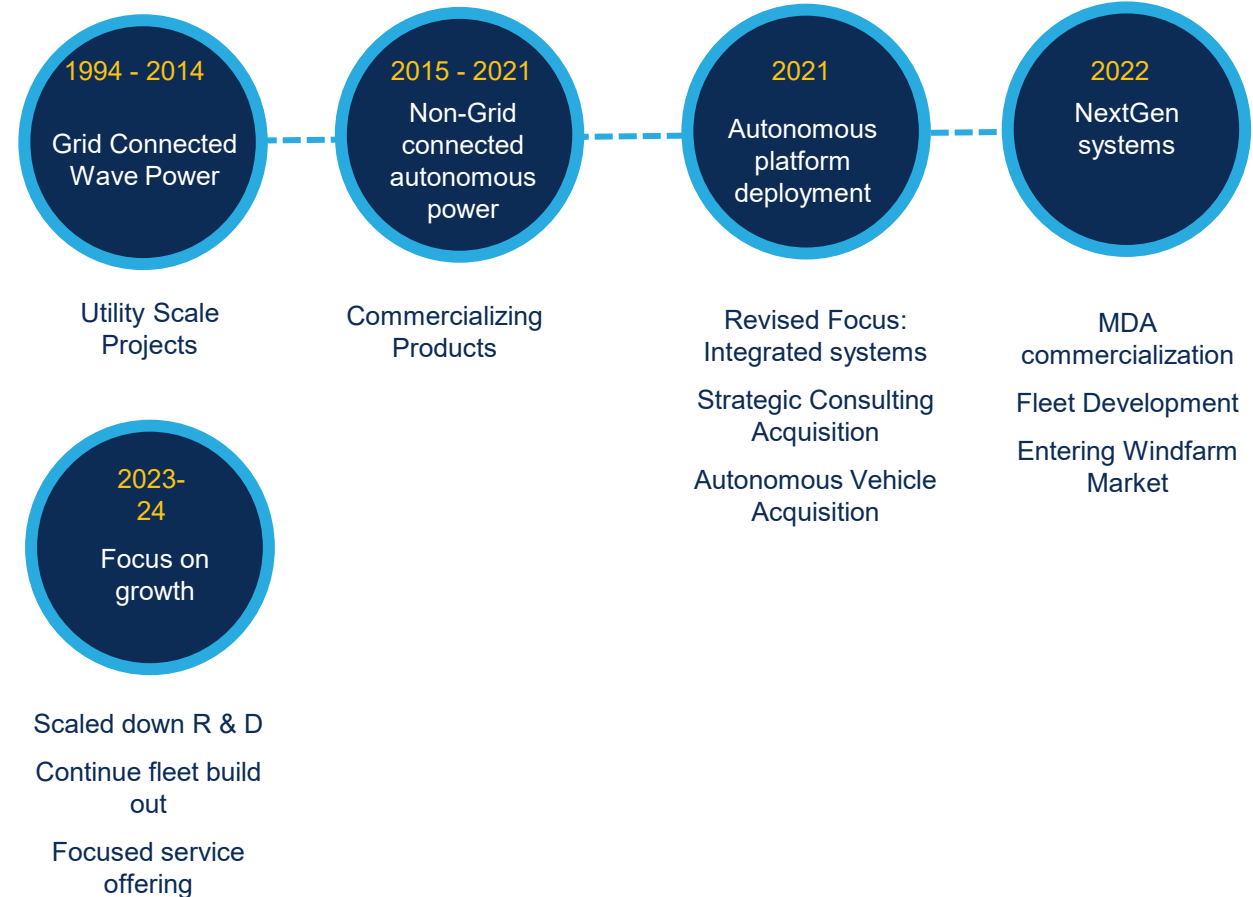 1994 - 2014
Grid Connected
Wave Power
Utility Scale
Projects
2015 - 2021
Non-Grid
connected
autonomous
power
Commercializing
Products
2021
Autonomous
platform
deployment
Revised Focus:
Integrated systems
Strategic Consulting
Acquisition
Autonomous Vehicle
Acquisition
2022
NextGen
systems
MDA
commercialization
Fleet Development
Entering Windfarm
Market
2023-
24
Focus on
growth
Scaled down R & D
Continue fleet build
out
Focused service
offering